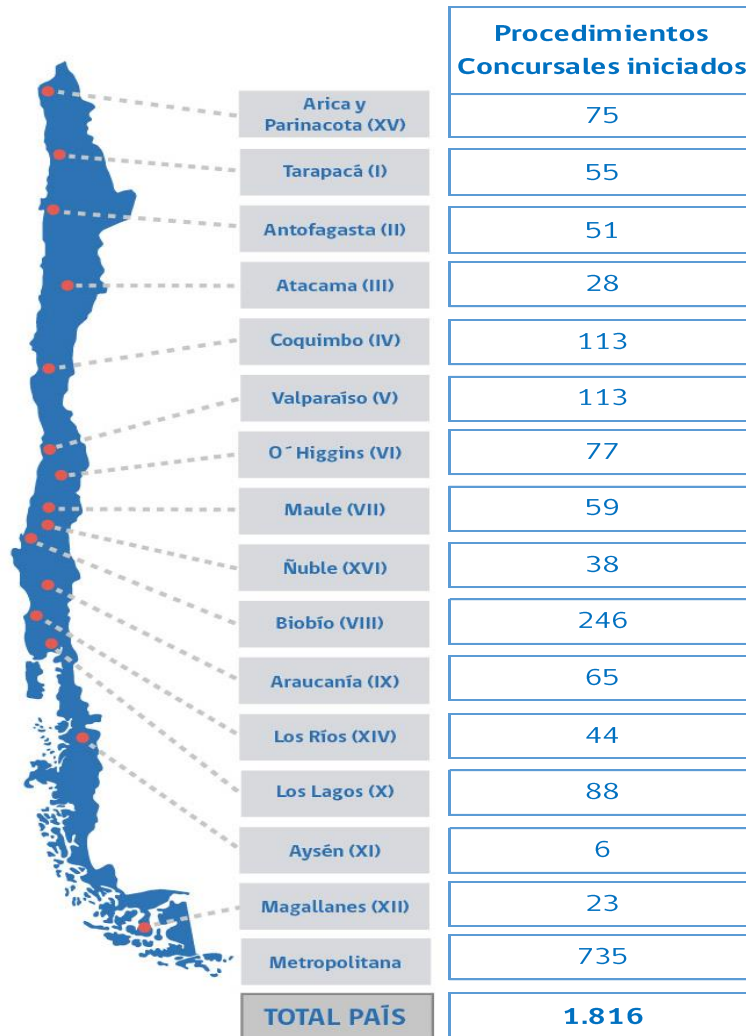 Procedimientos
Concursales iniciados
Arica y
Parinacota (XV)
75
Tarapacá (I)
55
Antofagasta (II)
51
Atacama (III)
28
Coquimbo (IV)
113
Valparaíso (V)
113
O´Higgins (VI)
77
Maule (VII)
59
Ñuble (XVI)
38
Biobío (VIII)
246
Araucanía (IX)
65
Los Ríos (XIV)
44
Los Lagos (X)
88
Aysén (XI)
6
Magallanes (XII)
23
Metropolitana
735
TOTAL PAÍS
1.816